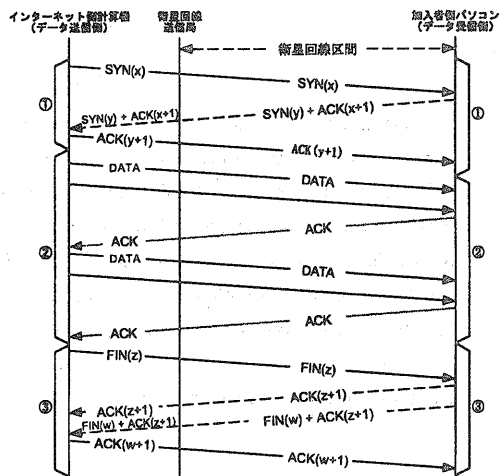 インターネット側計算機
(データ送信側)
衛星回線
送信局
加入者側パソコン
(データ受信側)
衛星回線区間
SYN(x)
SYN(x)
SYN(y) + ACK(x+1)
SYN(y) + ACK(x+1)
①
①
ACK(y+1)
ACK(y+1)
DATA
DATA
ACK
ACK
②
②
DATA
DATA
ACK
ACK
FIN(z)
FIN(z)
ACK(z+1)
ACK(z+1)
③
③
FIN(w) + ACK(z+1)
FIN(w) + ACK(z+1)
ACK(w+1)
ACK(w+1)